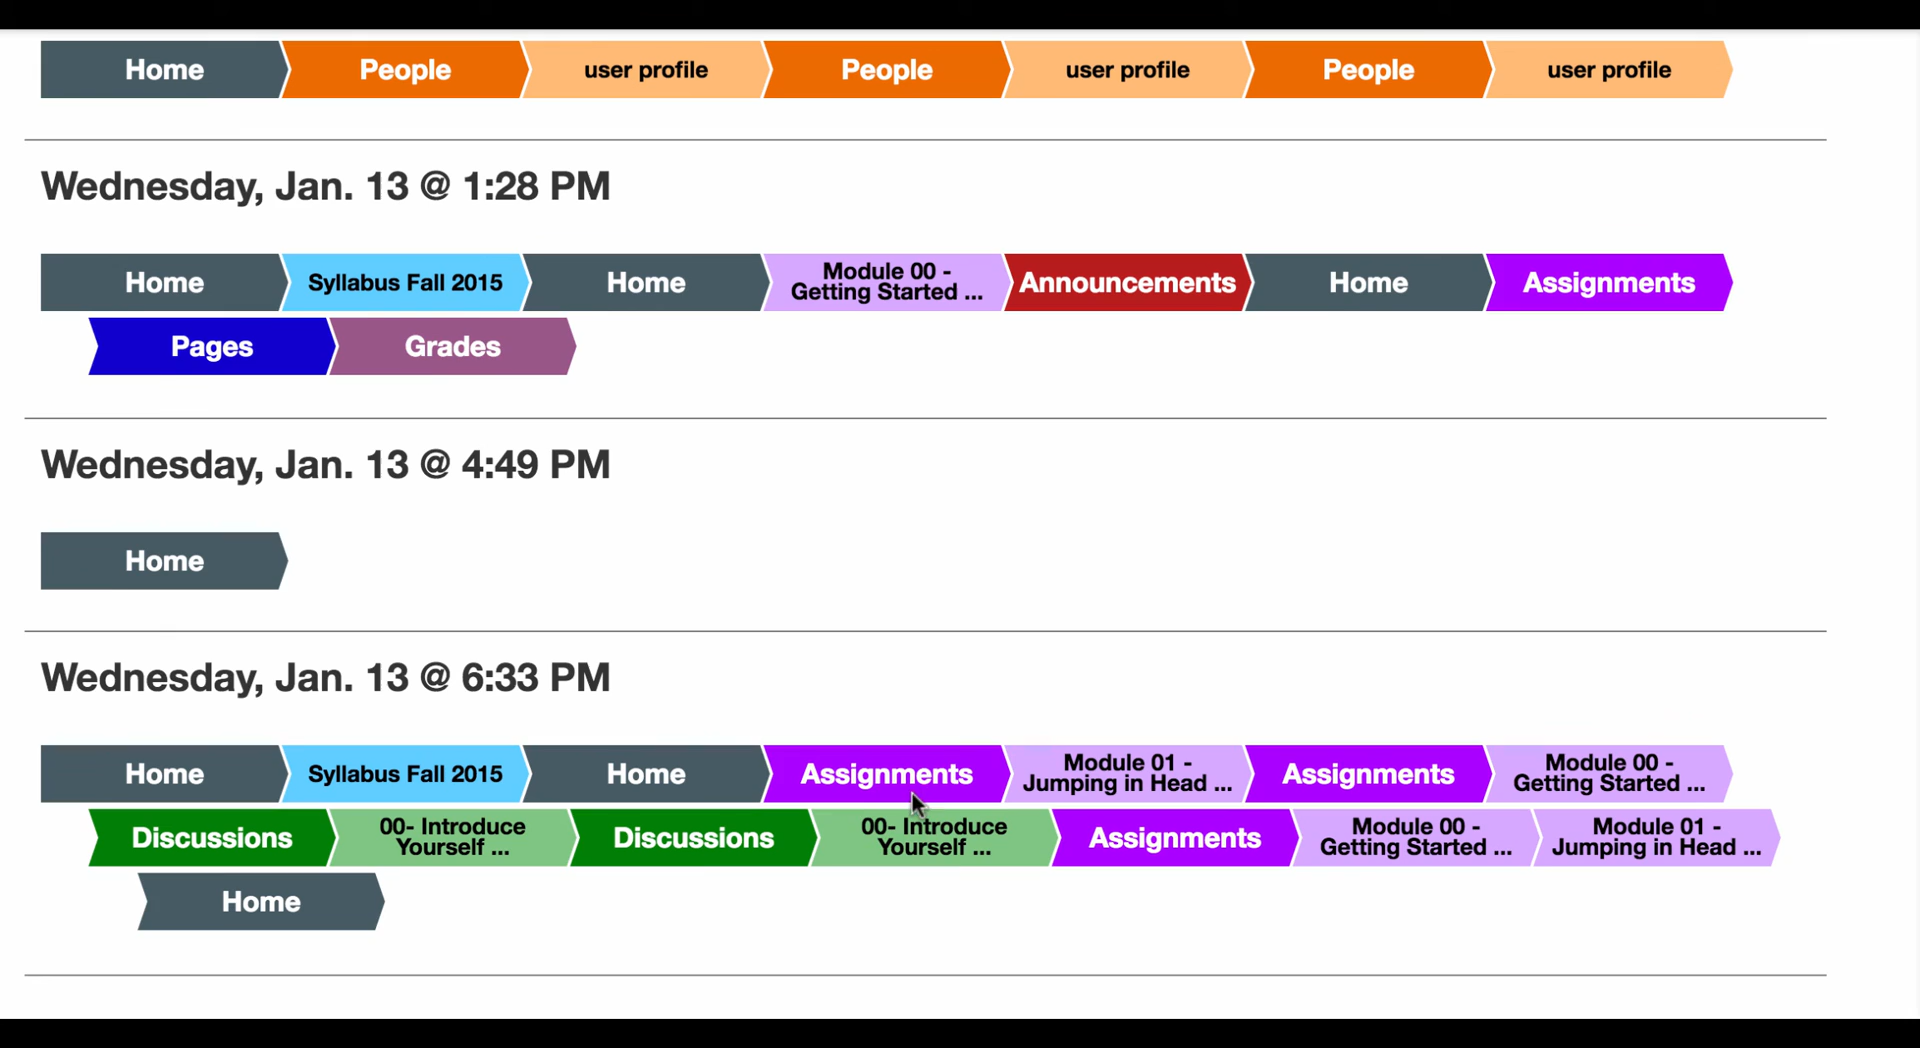 Home People user profile People user profile People user profile
Wednesday, Jan. 13 @ 1:28 PM
Home Syllabus Fall 2015 Home Module 00 -
Getting Started ... Announcements Home Assignments
Pages Grades
Wednesday, Jan. 13 @ 4:49 PM
Home
Wednesday, Jan. 13 @ 6:33 PM
Home Syllabus Fall 2015 Home Assignments Module 01 -
Jumping in Head ... Assignments Module 00 -
Getting Started ...
Discussions 00- Introduce
Yourself ... Discussions 00- Introduce
Yourself ... Assignments Module 00 -
Getting Started ... Module 01 -
Jumping in Head ...
Home